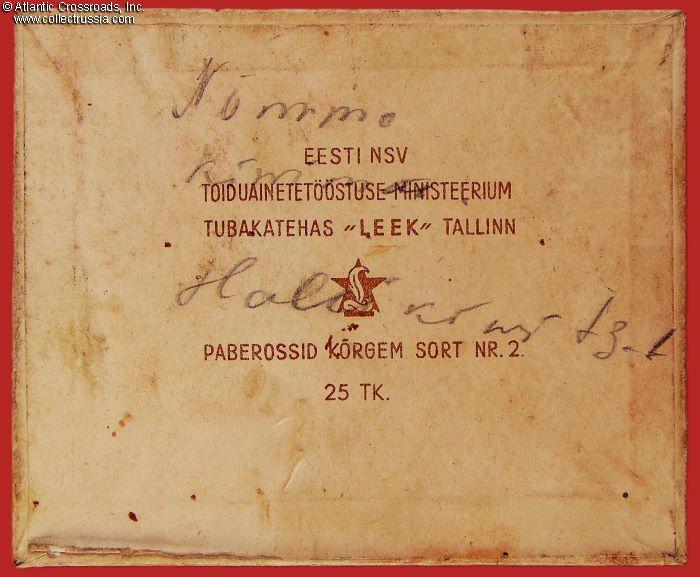 © Atlantic Crossroads, Inc.
www.collectrussia.com
Nõmme
EESTI NSV
TOIDUAINETETÖÖSTUSE MINISTEERIUM
TUBAKATEHAS "LEEK" TALLINN
PABEROSSID KÕRGEM SORT NR. 2.
25 TK.